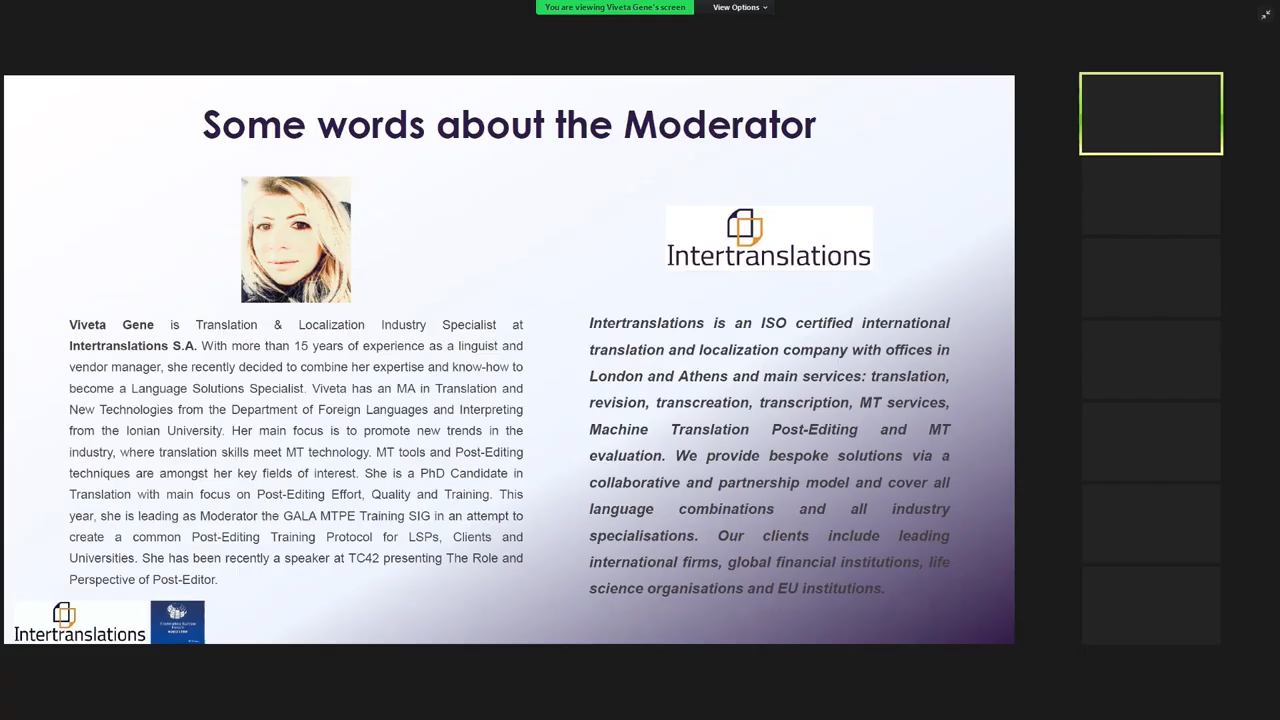 You are viewing Viveta Gene's screen
View Options
Some words about the Moderator
Intertranslations
Viveta Gene is Translation & Localization Industry Specialist at
Intertranslations S.A. With more than 15 years of experience as a linguist and
vendor manager, she recently decided to combine her expertise and know-how to
become a Language Solutions Specialist. Viveta has an MA in Translation and
New Technologies from the Department of Foreign Languages and Interpreting
from the Ionian University. Her main focus is to promote new trends in the
industry, where translation skills meet MT technology. MT tools and Post-Editing
techniques are amongst her key fields of interest. She is a PhD Candidate in
Translation with main focus on Post-Editing Effort, Quality and Training. This
year, she is leading as Moderator the GALA MTPE Training SIG in an attempt to
create a common Post-Editing Training Protocol for LSPs, Clients and
Universities. She has been recently a speaker at TC42 presenting The Role and
Perspective of Post-Editor.
Intertranslations is an ISO certified international
translation and localization company with offices in
London and Athens and main services: translation,
revision, transcreation, transcription, MT services,
Machine Translation Post-Editing and MT
evaluation. We provide bespoke solutions via a
collaborative and partnership model and cover all
language combinations and all industry
specialisations. Our clients include leading
international firms, global financial institutions, life
science organisations and EU institutions.
Intertranslations